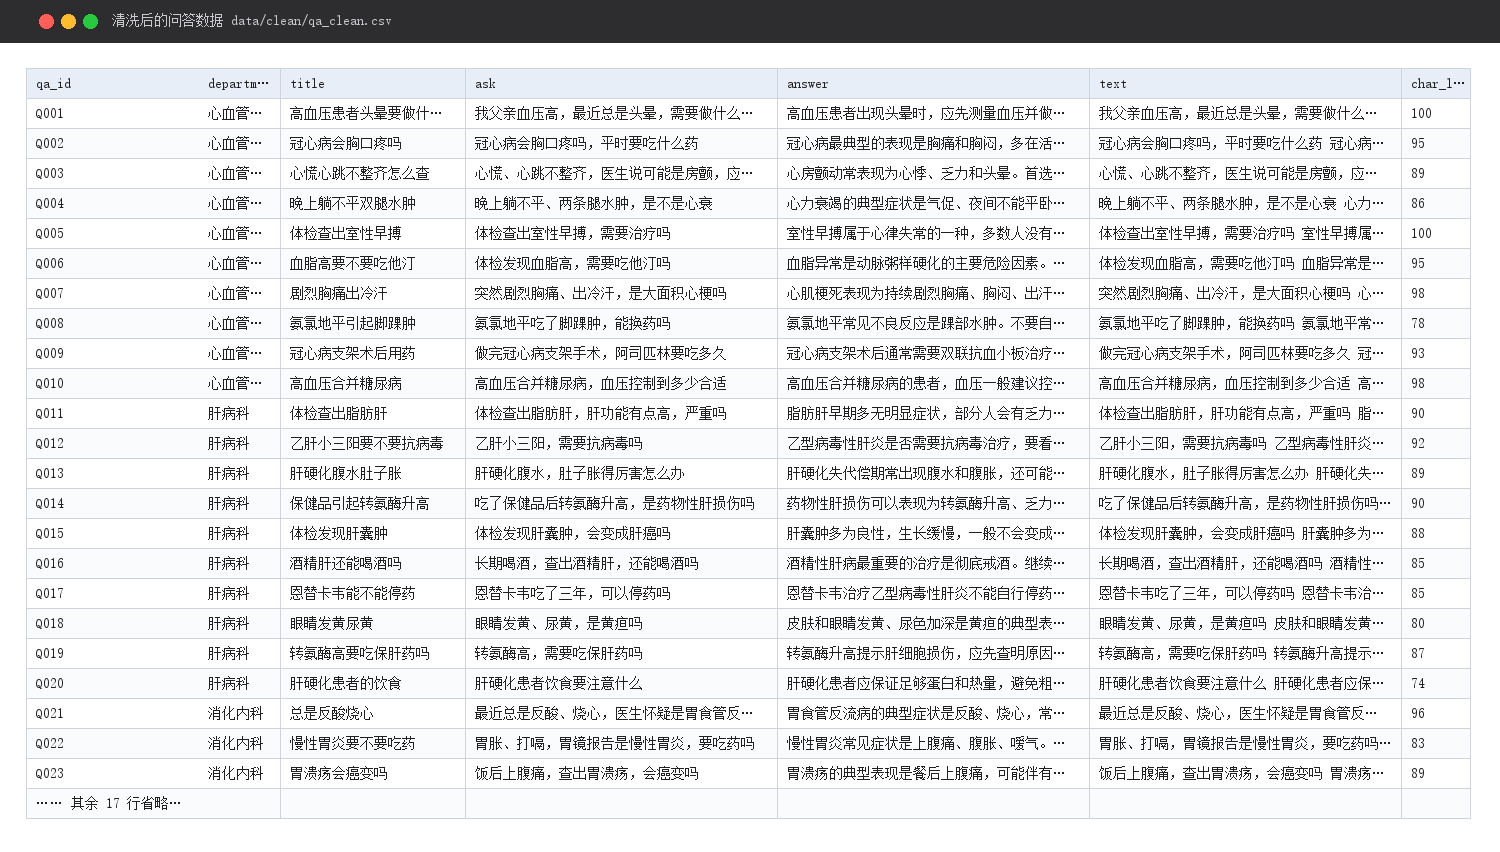 清洗后的问答数据 data/clean/qa_clean.csv
qa_id departm… title ask answer text char_l…
Q001 心血管… 高血压患者头晕要做什… 我父亲血压高，最近总是头晕，需要做什么… 高血压患者出现头晕时，应先测量血压并做… 我父亲血压高，最近总是头晕，需要做什么… 100
Q002 心血管… 冠心病会胸口疼吗 冠心病会胸口疼吗，平时要吃什么药 冠心病最典型的表现是胸痛和胸闷，多在活… 冠心病会胸口疼吗，平时要吃什么药 冠心病… 95
Q003 心血管… 心慌心跳不整齐怎么查 心慌、心跳不整齐，医生说可能是房颤，应… 心房颤动常表现为心悸、乏力和头晕。首选… 心慌、心跳不整齐，医生说可能是房颤，应… 89
Q004 心血管… 晚上躺不平双腿水肿 晚上躺不平、两条腿水肿，是不是心衰 心力衰竭的典型症状是气促、夜间不能平卧… 晚上躺不平、两条腿水肿，是不是心衰 心力… 86
Q005 心血管… 体检查出室性早搏 体检查出室性早搏，需要治疗吗 室性早搏属于心律失常的一种，多数人没有… 体检查出室性早搏，需要治疗吗 室性早搏属… 100
Q006 心血管… 血脂高要不要吃他汀 体检发现血脂高，需要吃他汀吗 血脂异常是动脉粥样硬化的主要危险因素。… 体检发现血脂高，需要吃他汀吗 血脂异常是… 95
Q007 心血管… 剧烈胸痛出冷汗 突然剧烈胸痛、出冷汗，是大面积心梗吗 心肌梗死表现为持续剧烈胸痛、胸闷、出汗… 突然剧烈胸痛、出冷汗，是大面积心梗吗 心… 98
Q008 心血管… 氨氯地平引起脚踝肿 氨氯地平吃了脚踝肿，能换药吗 氨氯地平常见不良反应是踝部水肿。不要自… 氨氯地平吃了脚踝肿，能换药吗 氨氯地平常… 78
Q009 心血管… 冠心病支架术后用药 做完冠心病支架手术，阿司匹林要吃多久 冠心病支架术后通常需要双联抗血小板治疗… 做完冠心病支架手术，阿司匹林要吃多久 冠… 93
Q010 心血管… 高血压合并糖尿病 高血压合并糖尿病，血压控制到多少合适 高血压合并糖尿病的患者，血压一般建议控… 高血压合并糖尿病，血压控制到多少合适 高… 98
Q011 肝病科 体检查出脂肪肝 体检查出脂肪肝，肝功能有点高，严重吗 脂肪肝早期多无明显症状，部分人会有乏力… 体检查出脂肪肝，肝功能有点高，严重吗 脂… 90
Q012 肝病科 乙肝小三阳要不要抗病毒 乙肝小三阳，需要抗病毒吗 乙型病毒性肝炎是否需要抗病毒治疗，要看… 乙肝小三阳，需要抗病毒吗 乙型病毒性肝炎… 92
Q013 肝病科 肝硬化腹水肚子胀 肝硬化腹水，肚子胀得厉害怎么办 肝硬化失代偿期常出现腹水和腹胀，还可能… 肝硬化腹水，肚子胀得厉害怎么办 肝硬化失… 89
Q014 肝病科 保健品引起转氨酶升高 吃了保健品后转氨酶升高，是药物性肝损伤吗 药物性肝损伤可以表现为转氨酶升高、乏力… 吃了保健品后转氨酶升高，是药物性肝损伤吗… 90
Q015 肝病科 体检发现肝囊肿 体检发现肝囊肿，会变成肝癌吗 肝囊肿多为良性，生长缓慢，一般不会变成… 体检发现肝囊肿，会变成肝癌吗 肝囊肿多为… 88
Q016 肝病科 酒精肝还能喝酒吗 长期喝酒，查出酒精肝，还能喝酒吗 酒精性肝病最重要的治疗是彻底戒酒。继续… 长期喝酒，查出酒精肝，还能喝酒吗 酒精性… 85
Q017 肝病科 恩替卡韦能不能停药 恩替卡韦吃了三年，可以停药吗 恩替卡韦治疗乙型病毒性肝炎不能自行停药… 恩替卡韦吃了三年，可以停药吗 恩替卡韦治… 85
Q018 肝病科 眼睛发黄尿黄 眼睛发黄、尿黄，是黄疸吗 皮肤和眼睛发黄、尿色加深是黄疸的典型表… 眼睛发黄、尿黄，是黄疸吗 皮肤和眼睛发黄… 80
Q019 肝病科 转氨酶高要吃保肝药吗 转氨酶高，需要吃保肝药吗 转氨酶升高提示肝细胞损伤，应先查明原因… 转氨酶高，需要吃保肝药吗 转氨酶升高提示… 87
Q020 肝病科 肝硬化患者的饮食 肝硬化患者饮食要注意什么 肝硬化患者应保证足够蛋白和热量，避免粗… 肝硬化患者饮食要注意什么 肝硬化患者应保… 74
Q021 消化内科 总是反酸烧心 最近总是反酸、烧心，医生怀疑是胃食管反… 胃食管反流病的典型症状是反酸、烧心，常… 最近总是反酸、烧心，医生怀疑是胃食管反… 96
Q022 消化内科 慢性胃炎要不要吃药 胃胀、打嗝，胃镜报告是慢性胃炎，要吃药吗 慢性胃炎常见症状是上腹痛、腹胀、嗳气。… 胃胀、打嗝，胃镜报告是慢性胃炎，要吃药吗… 83
Q023 消化内科 胃溃疡会癌变吗 饭后上腹痛，查出胃溃疡，会癌变吗 胃溃疡的典型表现是餐后上腹痛，可能伴有… 饭后上腹痛，查出胃溃疡，会癌变吗 胃溃疡… 89
…… 其余 17 行省略…